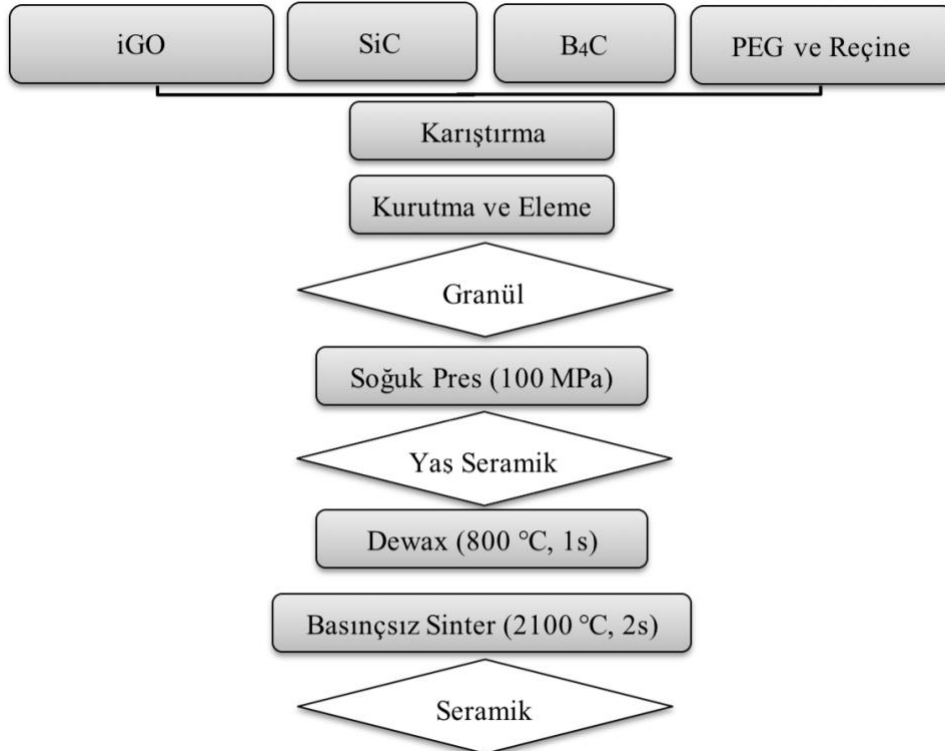 iGO
SiC
B₄C
PEG ve Reçine
Karıştırma
Kurutma ve Eleme
Granül
Soğuk Pres (100 MPa)
Yaş Seramik
Dewax (800 °C, 1s)
Basınçsız Sinter (2100 °C, 2s)
Seramik